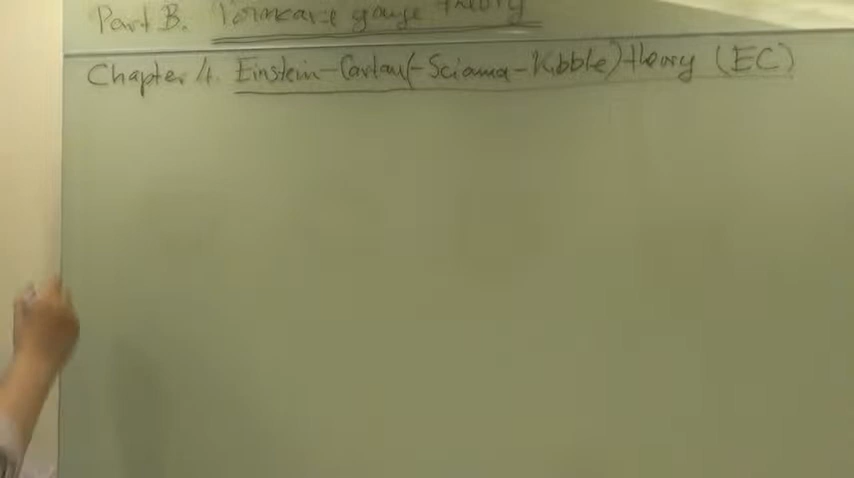 Part B. Poincaré gauge theory
Chapter 4. Einstein-Cartan(-Sciama-Kibble) theory (EC)